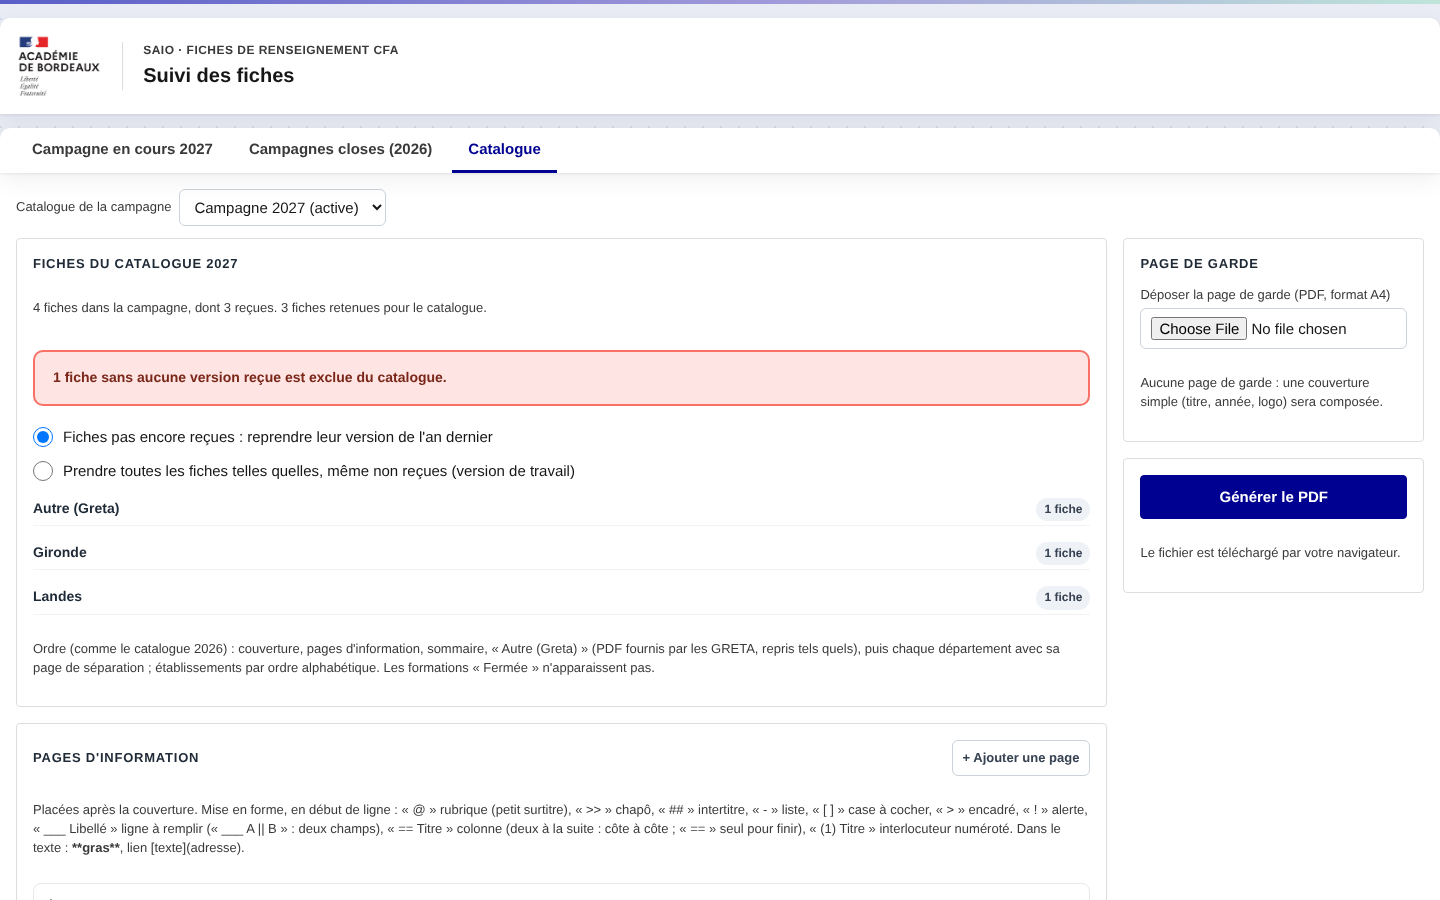 ACADÉMIE
DE BORDEAUX
Liberté
Égalité
Fraternité
SAIO · FICHES DE RENSEIGNEMENT CFA
Suivi des fiches
Campagne en cours 2027
Campagnes closes (2026)
Catalogue
Catalogue de la campagne
Campagne 2027 (active)
FICHES DU CATALOGUE 2027
4 fiches dans la campagne, dont 3 reçues. 3 fiches retenues pour le catalogue.
1 fiche sans aucune version reçue est exclue du catalogue.
Fiches pas encore reçues : reprendre leur version de l'an dernier
Prendre toutes les fiches telles quelles, même non reçues (version de travail)
Autre (Greta)
1 fiche
Gironde
1 fiche
Landes
1 fiche
Ordre (comme le catalogue 2026) : couverture, pages d'information, sommaire, « Autre (Greta) » (PDF fournis par les GRETA, repris tels quels), puis chaque département avec sa
page de séparation ; établissements par ordre alphabétique. Les formations « Fermée » n'apparaissent pas.
PAGE DE GARDE
Déposer la page de garde (PDF, format A4)
Choose File No file chosen
Aucune page de garde : une couverture
simple (titre, année, logo) sera composée.
Générer le PDF
Le fichier est téléchargé par votre navigateur.
PAGES D'INFORMATION
+ Ajouter une page
Placées après la couverture. Mise en forme, en début de ligne : « @ » rubrique (petit surtitre), « >> » chapô, « ## » intertitre, « - » liste, « [ ] » case à cocher, « > » encadré, « ! » alerte,
« ___ Libellé » ligne à remplir (« ___ A || B » : deux champs), « == Titre » colonne (deux à la suite : côte à côte ; « == » seul pour finir), « (1) Titre » interlocuteur numéroté. Dans le
texte : **gras**, lien [texte](adresse).